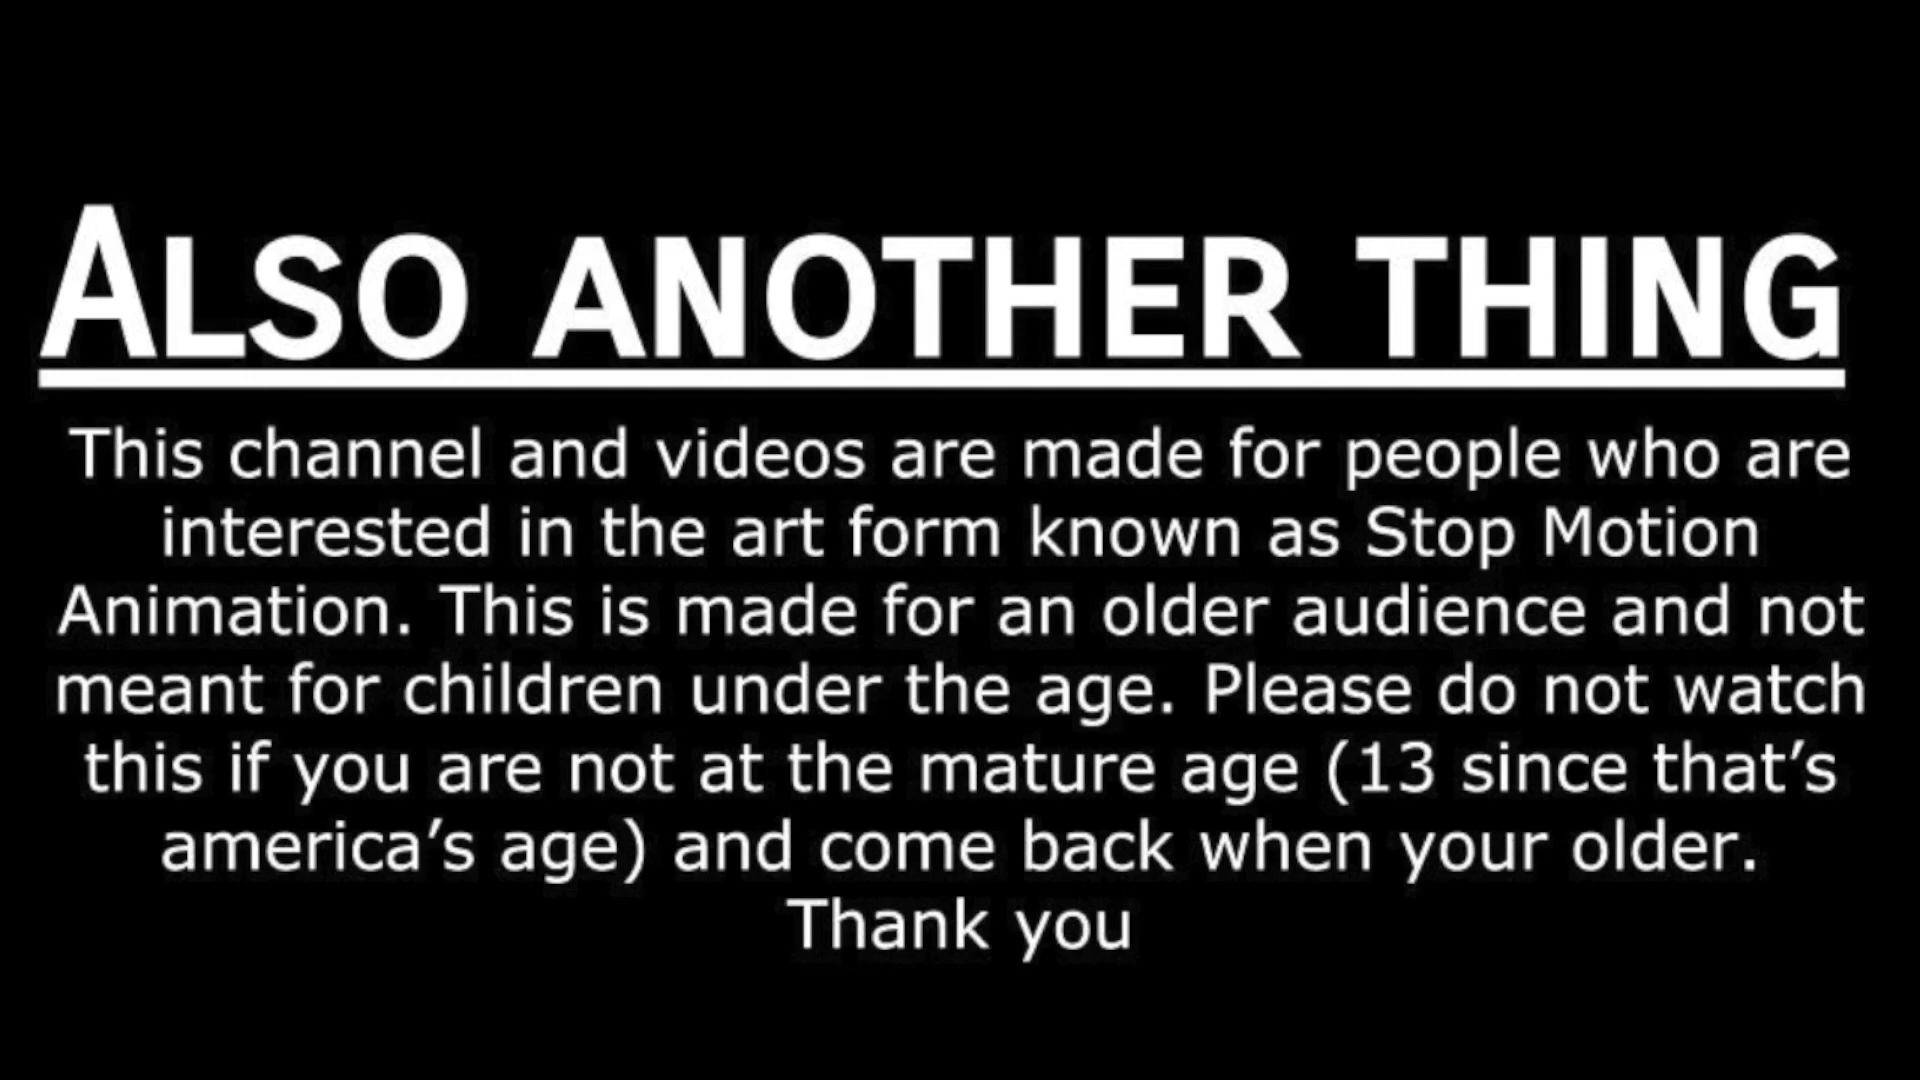 Also another thing
This channel and videos are made for people who are
interested in the art form known as Stop Motion
Animation. This is made for an older audience and not
meant for children under the age. Please do not watch
this if you are not at the mature age (13 since that’s
america’s age) and come back when your older.
Thank you